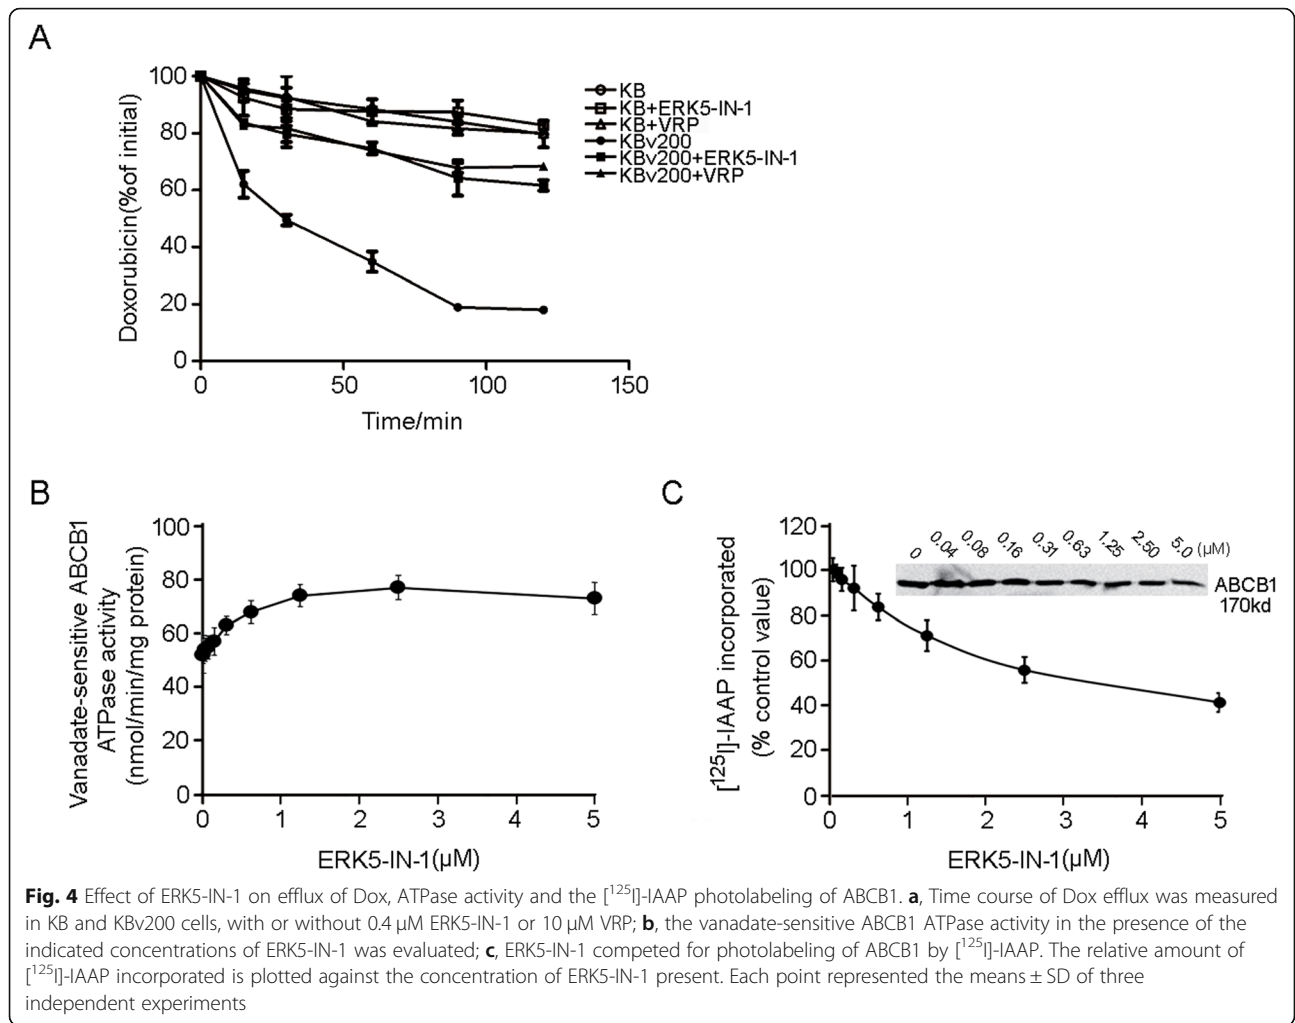 A
Doxorubicin(%of initial)
100
80
60
40
20
0
0 50 100 150
Time/min
KB
KB+ERK5-IN-1
KB+VRP
KBv200
KBv200+ERK5-IN-1
KBv200+VRP
B
Vanadate-sensitive ABCB1
ATPase activity
(nmol/min/mg protein)
100
80
60
40
20
0
0 1 2 3 4 5
ERK5-IN-1(μM)
C
[125I]-IAAP incorporated
(% control value)
120
100
80
60
40
20
0
0 1 2 3 4 5
ERK5-IN-1(μM)
0 0.04 0.08 0.16 0.31 0.63 1.25 2.50 5.0 (μM)
ABCB1
170kd
Fig. 4 Effect of ERK5-IN-1 on efflux of Dox, ATPase activity and the [125I]-IAAP photolabeling of ABCB1. a, Time course of Dox efflux was measured
in KB and KBv200 cells, with or without 0.4 μM ERK5-IN-1 or 10 μM VRP; b, the vanadate-sensitive ABCB1 ATPase activity in the presence of the
indicated concentrations of ERK5-IN-1 was evaluated; c, ERK5-IN-1 competed for photolabeling of ABCB1 by [125I]-IAAP. The relative amount of
[125I]-IAAP incorporated is plotted against the concentration of ERK5-IN-1 present. Each point represented the means ± SD of three
independent experiments